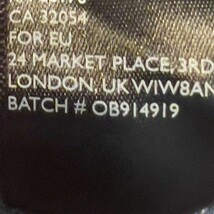 CA 32054
FOR EU
24 MARKET PLACE, 3RD
LONDON, UK W1W8AN
BATCH # OB914919